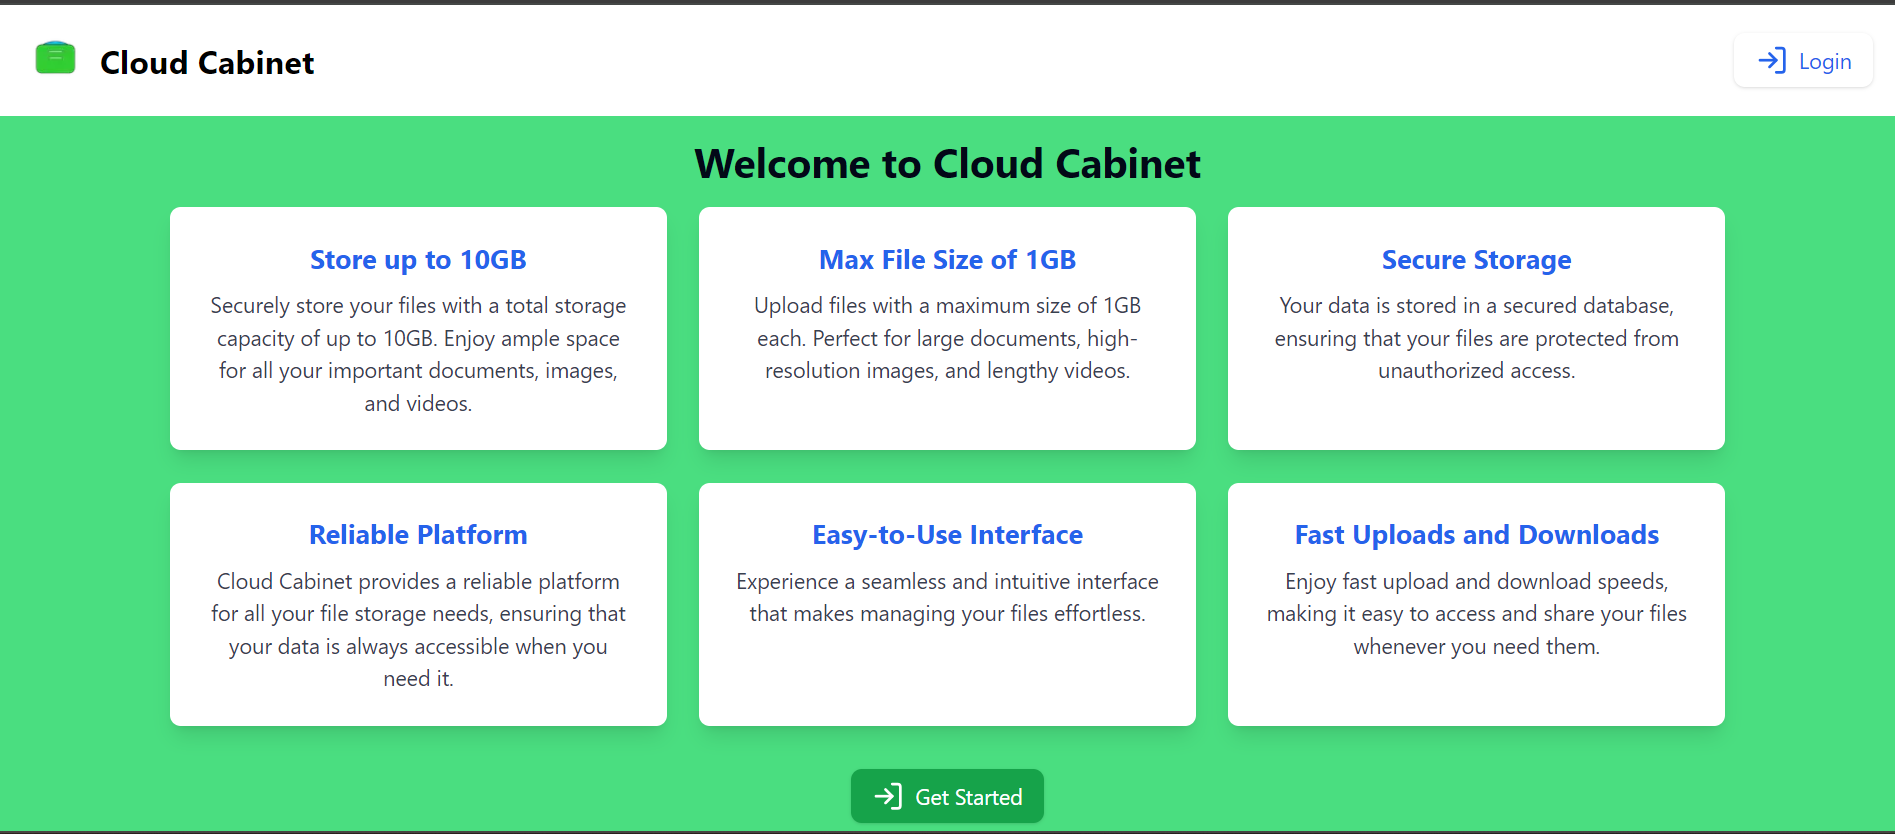 Cloud Cabinet
Login
Welcome to Cloud Cabinet
Store up to 10GB
Securely store your files with a total storage
capacity of up to 10GB. Enjoy ample space
for all your important documents, images,
and videos.
Max File Size of 1GB
Upload files with a maximum size of 1GB
each. Perfect for large documents, high-
resolution images, and lengthy videos.
Secure Storage
Your data is stored in a secured database,
ensuring that your files are protected from
unauthorized access.
Reliable Platform
Cloud Cabinet provides a reliable platform
for all your file storage needs, ensuring that
your data is always accessible when you
need it.
Easy-to-Use Interface
Experience a seamless and intuitive interface
that makes managing your files effortless.
Fast Uploads and Downloads
Enjoy fast upload and download speeds,
making it easy to access and share your files
whenever you need them.
Get Started